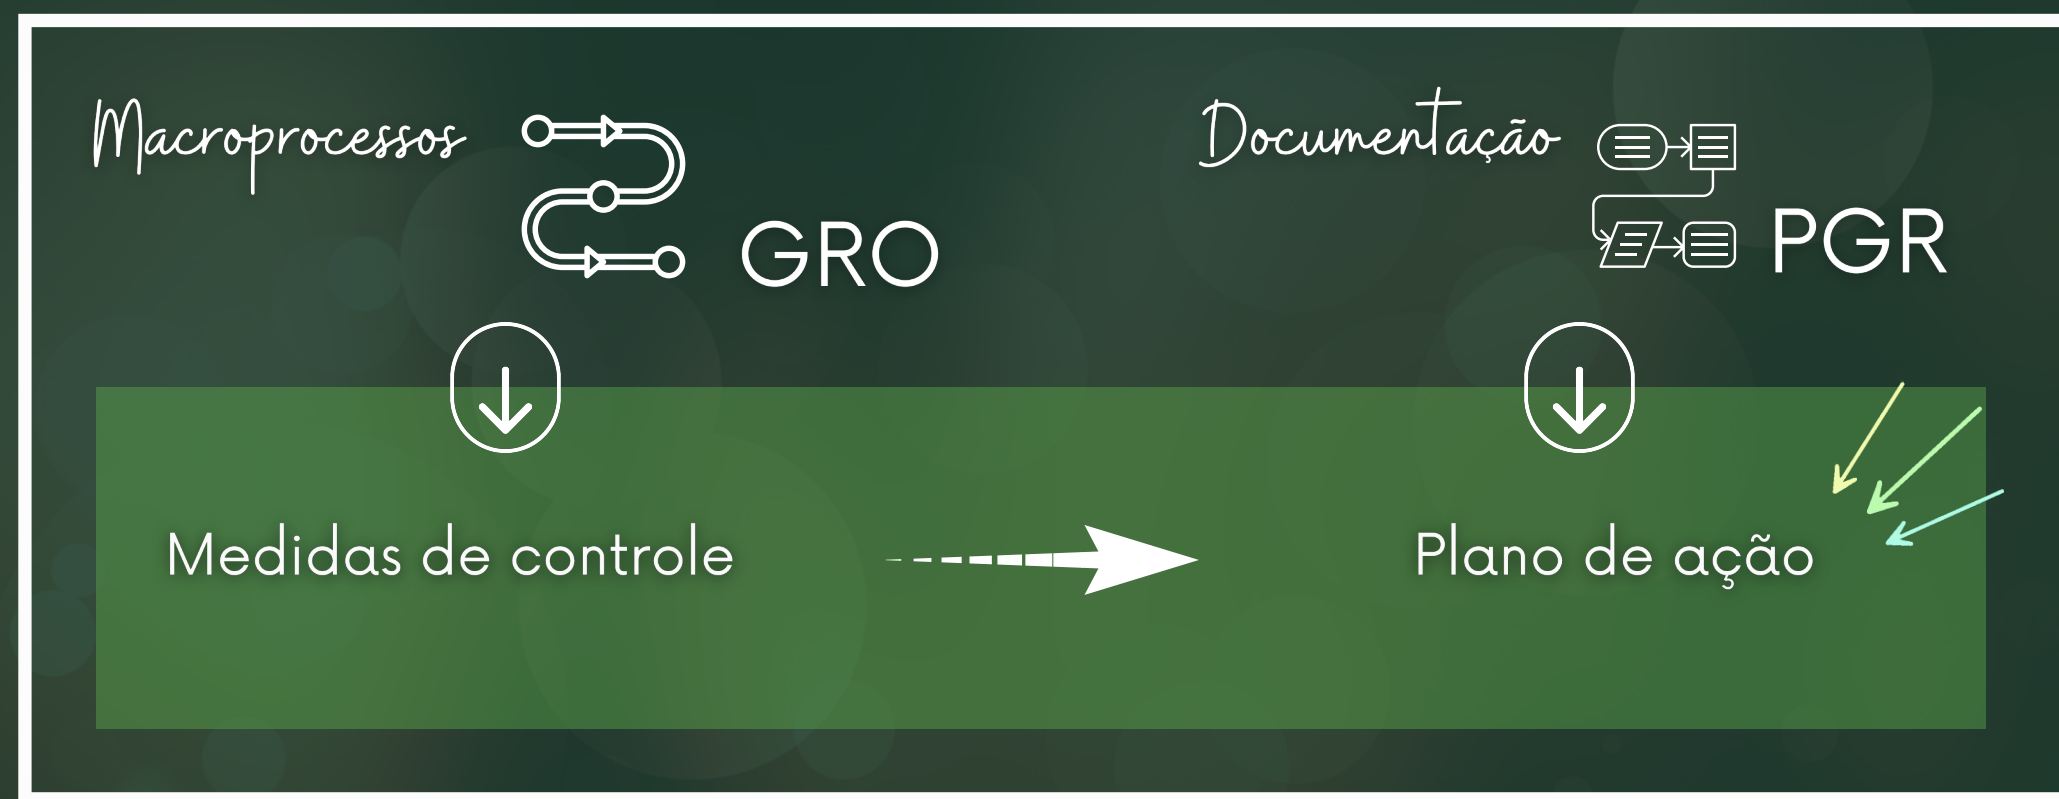 Macroprocessos
GRO
Documentação
PGR
Medidas de controle
Plano de ação